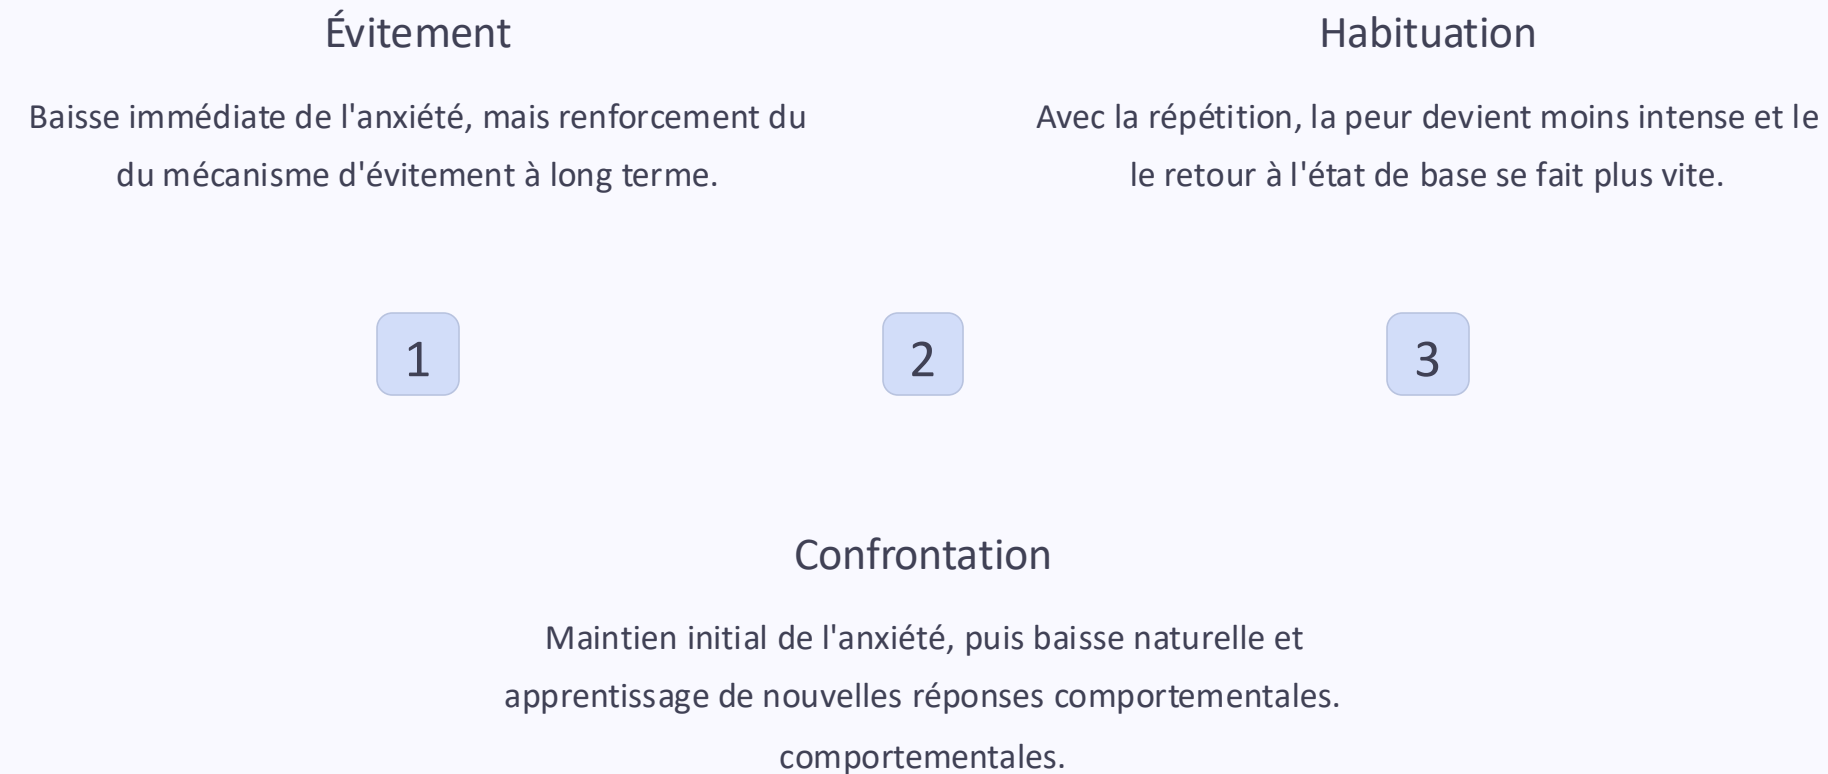 Évitement
Baisse immédiate de l'anxiété, mais renforcement du
du mécanisme d'évitement à long terme.
Habituation
Avec la répétition, la peur devient moins intense et le
le retour à l'état de base se fait plus vite.
1
2
3
Confrontation
Maintien initial de l'anxiété, puis baisse naturelle et
apprentissage de nouvelles réponses comportementales.
comportementales.